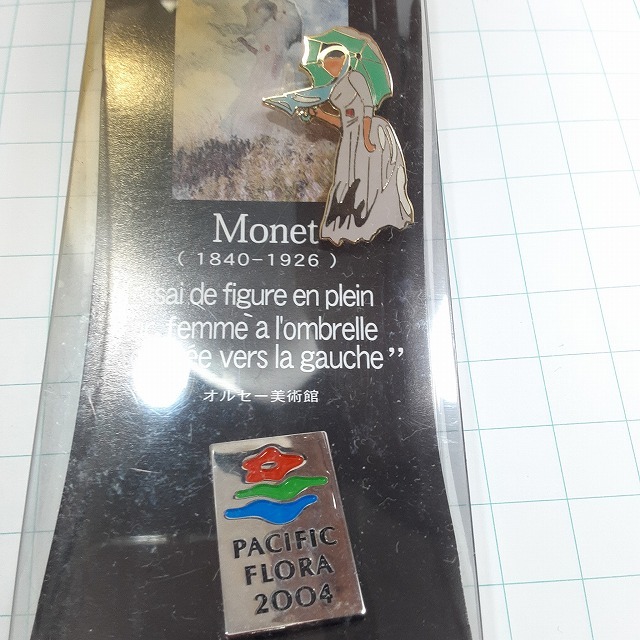 Monet
( 1840-1926 )
de figure en plein
femme à l'ombrelle
vers la gauche”
オルセー美術館
PACIFIC
FLORA
2004